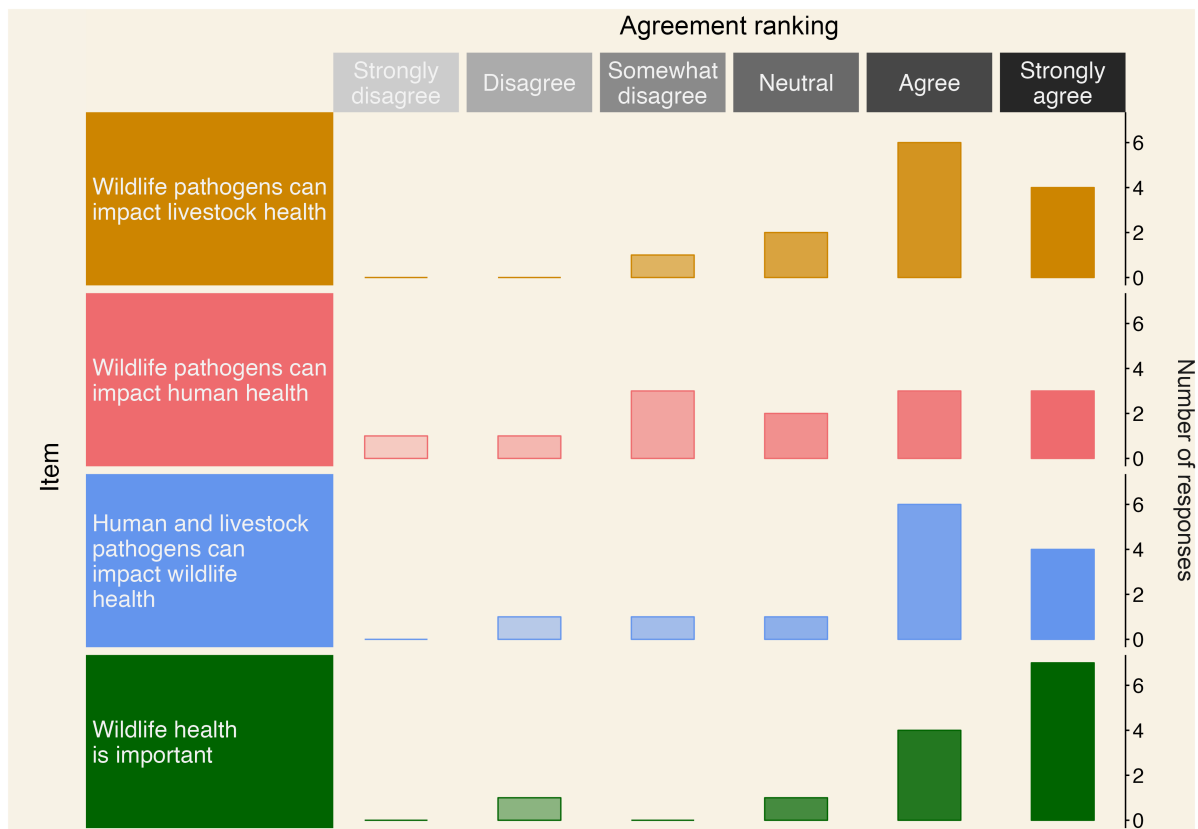 Agreement ranking
Strongly
disagree
Disagree
Somewhat
disagree
Neutral
Agree
Strongly
agree
Wildlife pathogens can
impact livestock health
6
4
2
0
Wildlife pathogens can
impact human health
6
4
2
0
Human and livestock
pathogens can
impact wildlife
health
6
4
2
0
Wildlife health
is important
6
4
2
0
Item
Number of responses